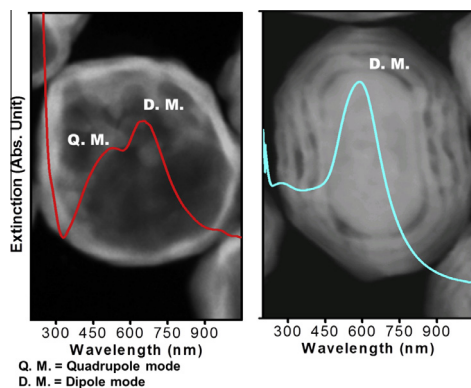 D. M.
Q. M.
D. M.
Extinction (Abs. Unit)
300 450 600 750 900
Wavelength (nm)
300 450 600 750 900
Wavelength (nm)
Q. M. = Quadrupole mode
D. M. = Dipole mode